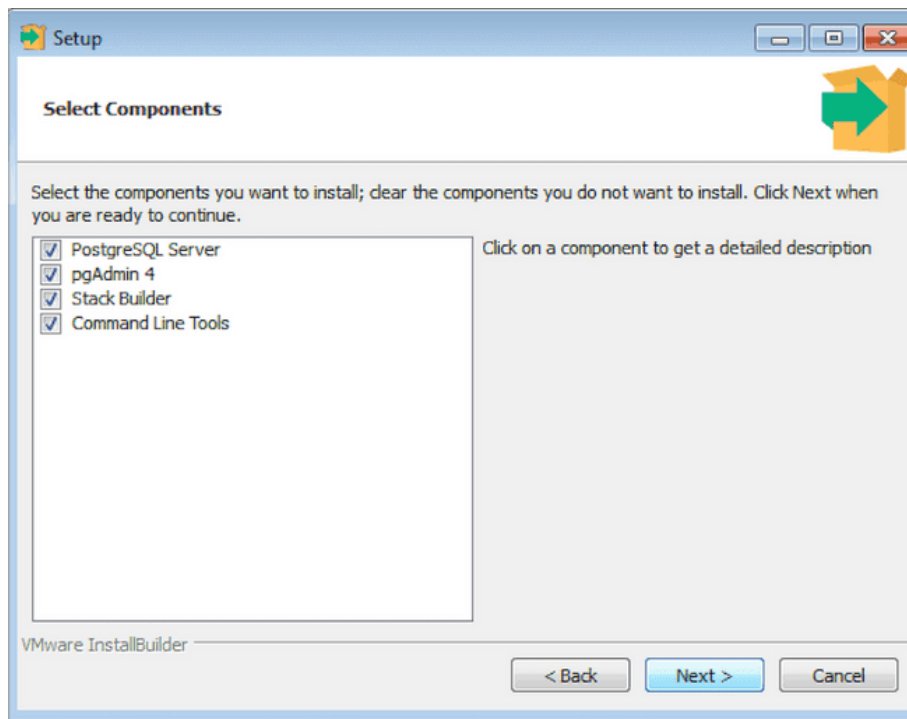 Setup
Select Components
Select the components you want to install; clear the components you do not want to install. Click Next when
you are ready to continue.
PostgreSQL Server
pgAdmin 4
Stack Builder
Command Line Tools
Click on a component to get a detailed description
VMware InstallBuilder
< Back
Next >
Cancel